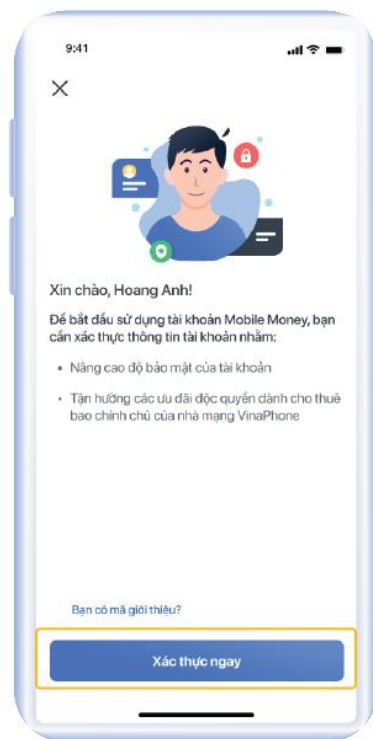 9:41
Xin chào, Hoang Anh!
Để bắt đầu sử dụng tài khoản Mobile Money, bạn
cần xác thực thông tin tài khoản nhằm:
• Nâng cao độ bảo mật của tài khoản
• Tận hưởng các ưu đãi độc quyền dành cho thuê
bao chính chủ của nhà mạng VinaPhone
Bạn có mã giới thiệu?
Xác thực ngay